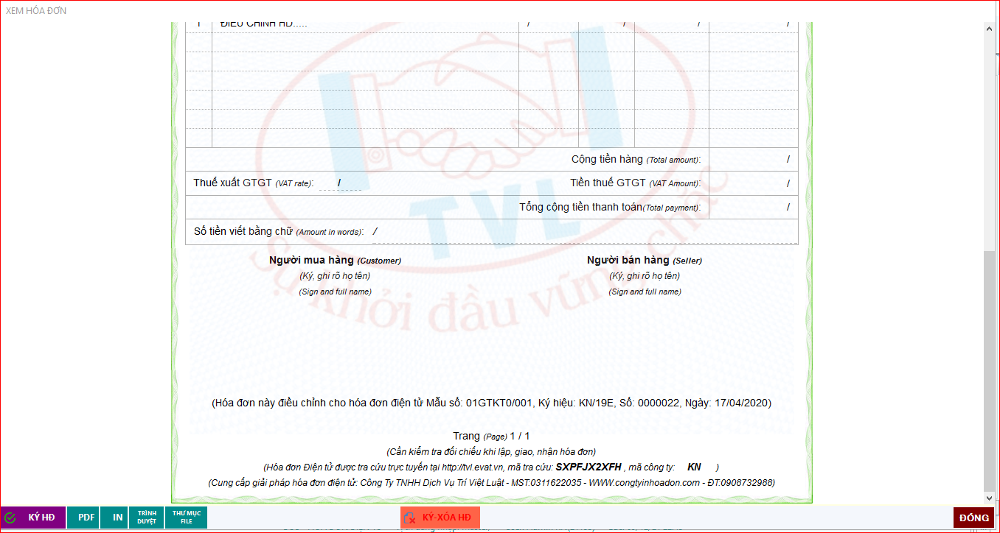 XEM HÓA ĐƠN
1 ĐIỀU CHỈNH HD..... / / / /
Cộng tiền hàng (Total amount): /
Thuế xuất GTGT (VAT rate): / Tiền thuế GTGT (VAT Amount): /
Tổng cộng tiền thanh toán(Total payment): /
Số tiền viết bằng chữ (Amount in words): /
TVL
Sự khởi đầu vững chắc
Người mua hàng (Customer) Người bán hàng (Seller)
(Ký, ghi rõ họ tên) (Ký, ghi rõ họ tên)
(Sign and full name) (Sign and full name)
(Hóa đơn này điều chỉnh cho hóa đơn điện tử Mẫu số: 01GTKT0/001, Ký hiệu: KN/19E, Số: 0000022, Ngày: 17/04/2020)
Trang (Page) 1 / 1
(Cần kiểm tra đối chiếu khi lập, giao, nhận hóa đơn)
(Hóa đơn Điện tử được tra cứu trực tuyến tại http://tvl.evat.vn, mã tra cứu: SXPFJX2XFH , mã công ty: KN )
(Cung cấp giải pháp hóa đơn điện tử: Công Ty TNHH Dịch Vụ Trí Việt Luật - MST:0311622035 - WWW.congtyinhoadon.com - ĐT:0908732988)
KÝ HĐ PDF IN TRÌNH DUYỆT THƯ MỤC FILE KÝ-XÓA HĐ ĐÓNG